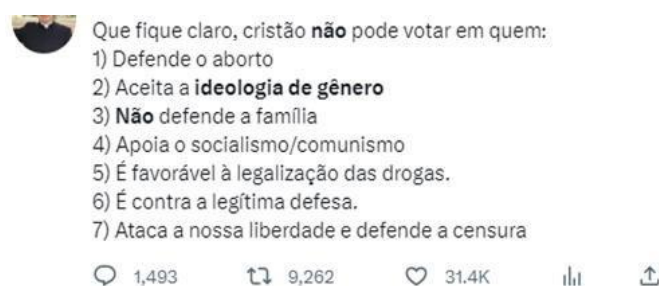 Que fique claro, cristão não pode votar em quem:
1) Defende o aborto
2) Aceita a ideologia de gênero
3) Não defende a família
4) Apoia o socialismo/comunismo
5) É favorável à legalização das drogas.
6) É contra a legítima defesa.
7) Ataca a nossa liberdade e defende a censura
1,493 9,262 31.4K